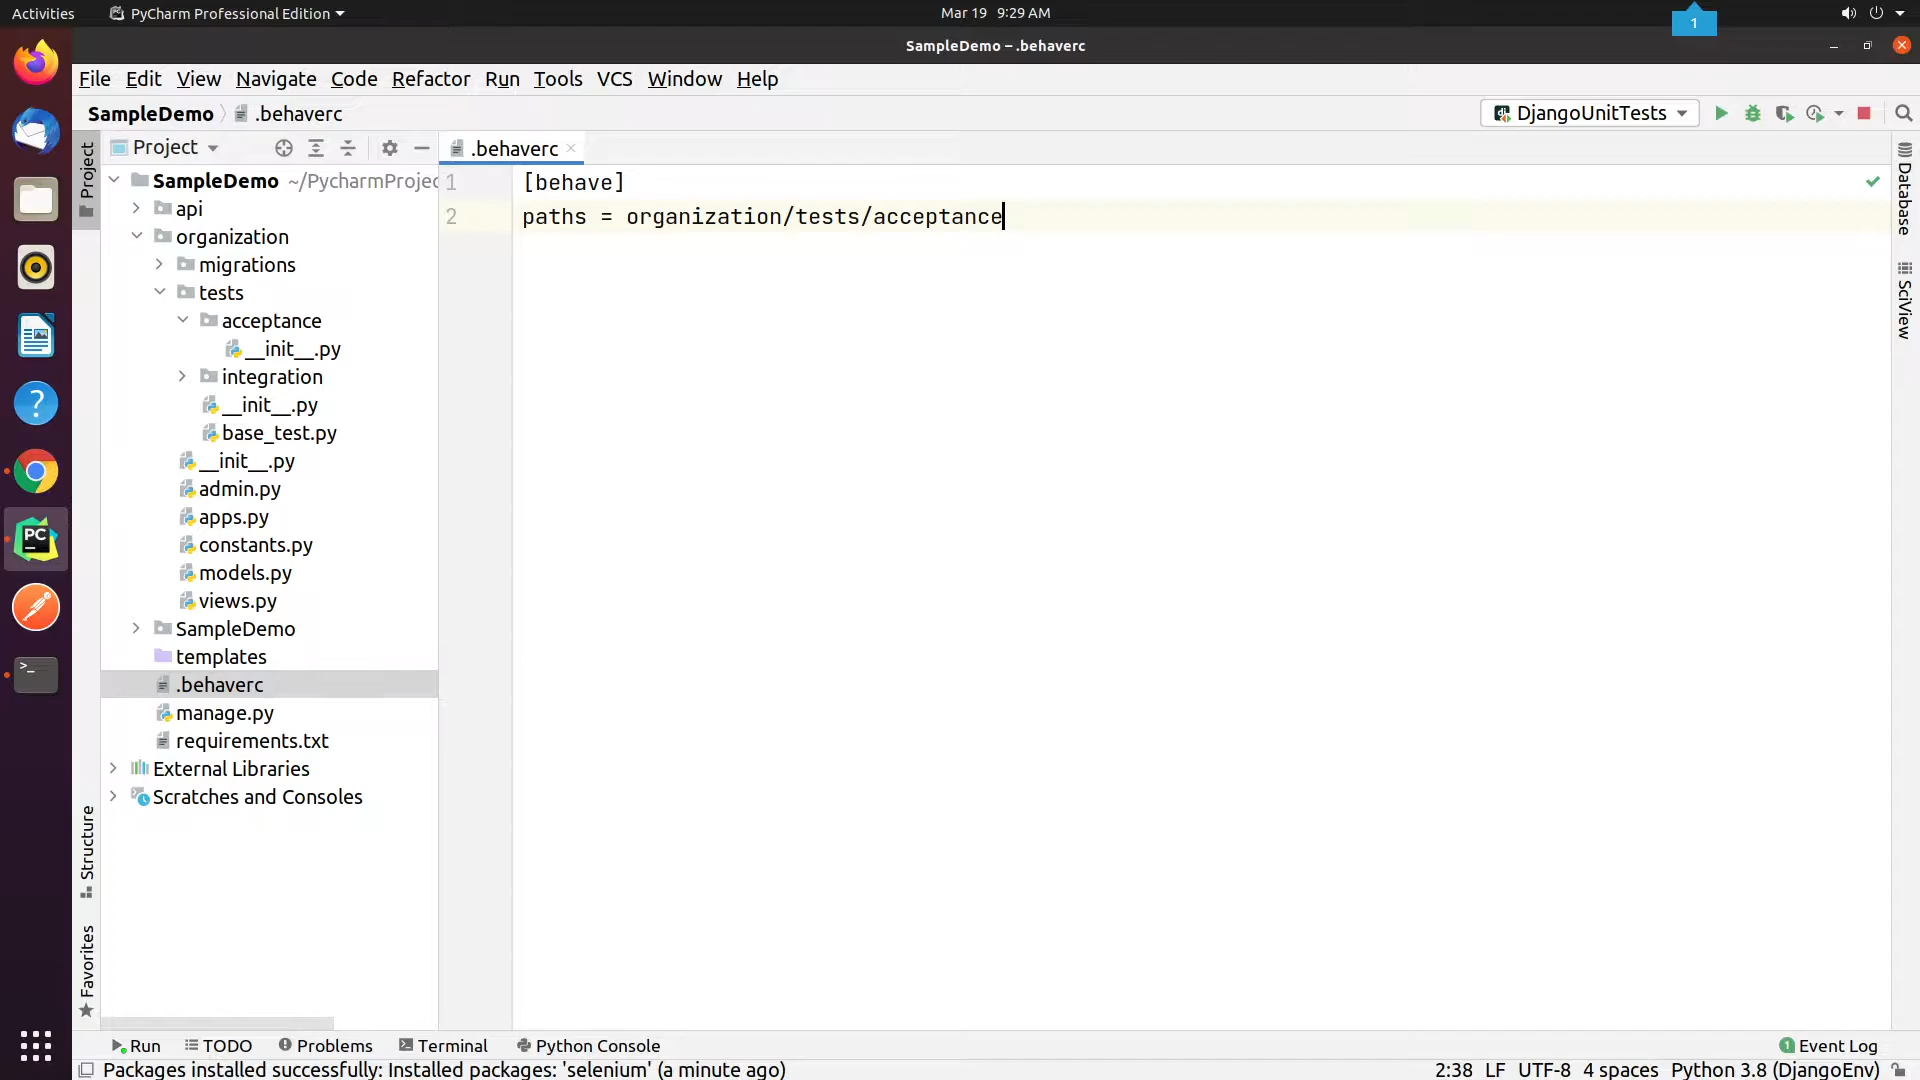 Activities PyCharm Professional Edition Mar 19 9:29 AM 1
SampleDemo – .behaverc
File Edit View Navigate Code Refactor Run Tools VCS Window Help
SampleDemo .behaverc DjangoUnitTests
Project .behaverc
SampleDemo ~/PycharmProjec
api
organization
migrations
tests
acceptance
__init__.py
integration
__init__.py
base_test.py
__init__.py
admin.py
apps.py
constants.py
models.py
views.py
SampleDemo
templates
.behaverc
manage.py
requirements.txt
External Libraries
Scratches and Consoles
1 [behave]
2 paths = organization/tests/acceptance
Project
Structure
Favorites
Database
SciView
PC
>_
?
Run TODO Problems Terminal Python Console 1 Event Log
Packages installed successfully: Installed packages: 'selenium' (a minute ago) 2:38 LF UTF-8 4 spaces Python 3.8 (DjangoEnv)